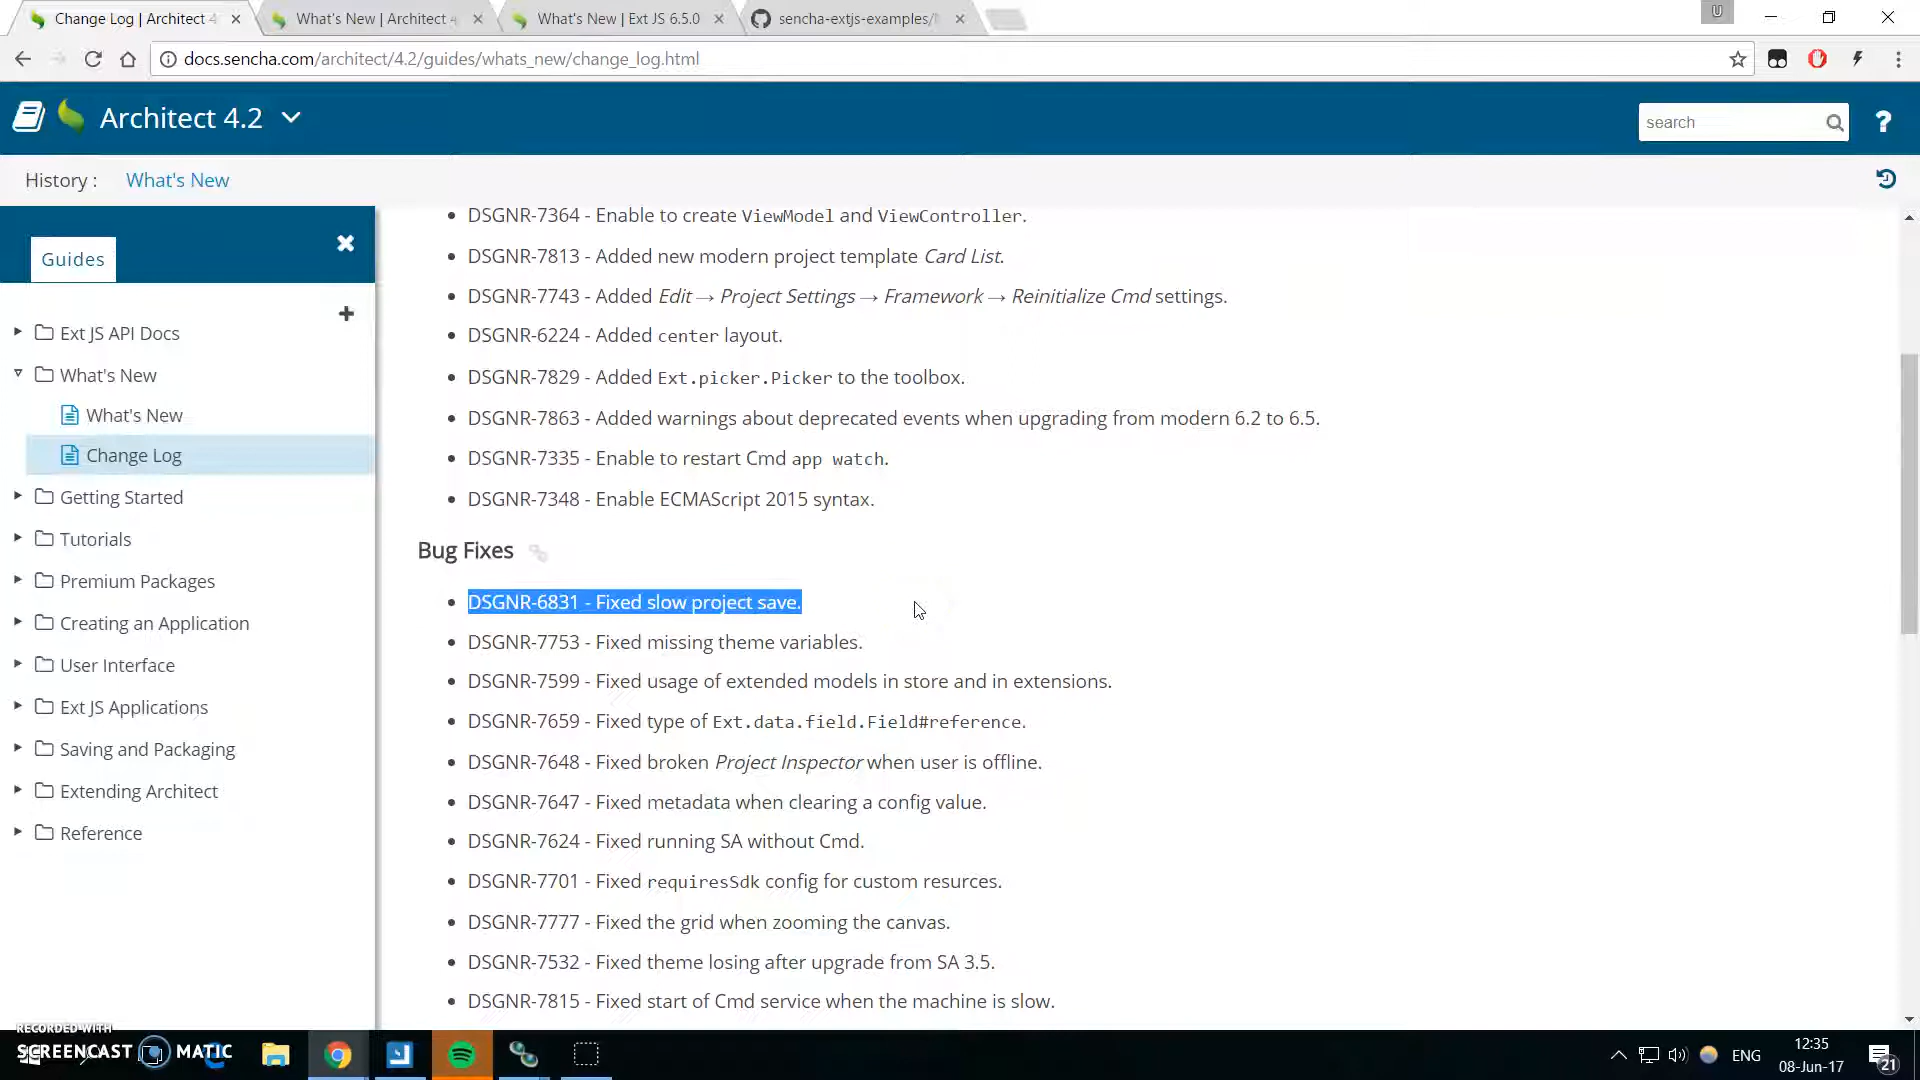 Change Log | Architect 4
What's New | Architect
What's New | Ext JS 6.5.0
sencha-extjs-examples/
U
docs.sencha.com/architect/4.2/guides/whats_new/change_log.html
Architect 4.2
search
?
History :
What's New
Guides
Ext JS API Docs
What's New
What's New
Change Log
Getting Started
Tutorials
Premium Packages
Creating an Application
User Interface
Ext JS Applications
Saving and Packaging
Extending Architect
Reference
DSGNR-7364 - Enable to create ViewModel and ViewController.
DSGNR-7813 - Added new modern project template Card List.
DSGNR-7743 - Added Edit → Project Settings → Framework → Reinitialize Cmd settings.
DSGNR-6224 - Added center layout.
DSGNR-7829 - Added Ext.picker.Picker to the toolbox.
DSGNR-7863 - Added warnings about deprecated events when upgrading from modern 6.2 to 6.5.
DSGNR-7335 - Enable to restart Cmd app watch.
DSGNR-7348 - Enable ECMAScript 2015 syntax.
Bug Fixes
DSGNR-6831 - Fixed slow project save.
DSGNR-7753 - Fixed missing theme variables.
DSGNR-7599 - Fixed usage of extended models in store and in extensions.
DSGNR-7659 - Fixed type of Ext.data.field.Field#reference.
DSGNR-7648 - Fixed broken Project Inspector when user is offline.
DSGNR-7647 - Fixed metadata when clearing a config value.
DSGNR-7624 - Fixed running SA without Cmd.
DSGNR-7701 - Fixed requiresSdk config for custom resurces.
DSGNR-7777 - Fixed the grid when zooming the canvas.
DSGNR-7532 - Fixed theme losing after upgrade from SA 3.5.
DSGNR-7815 - Fixed start of Cmd service when the machine is slow.
RECORDED WITH
SCREENCAST MATIC
ENG
12:35
08-Jun-17
21